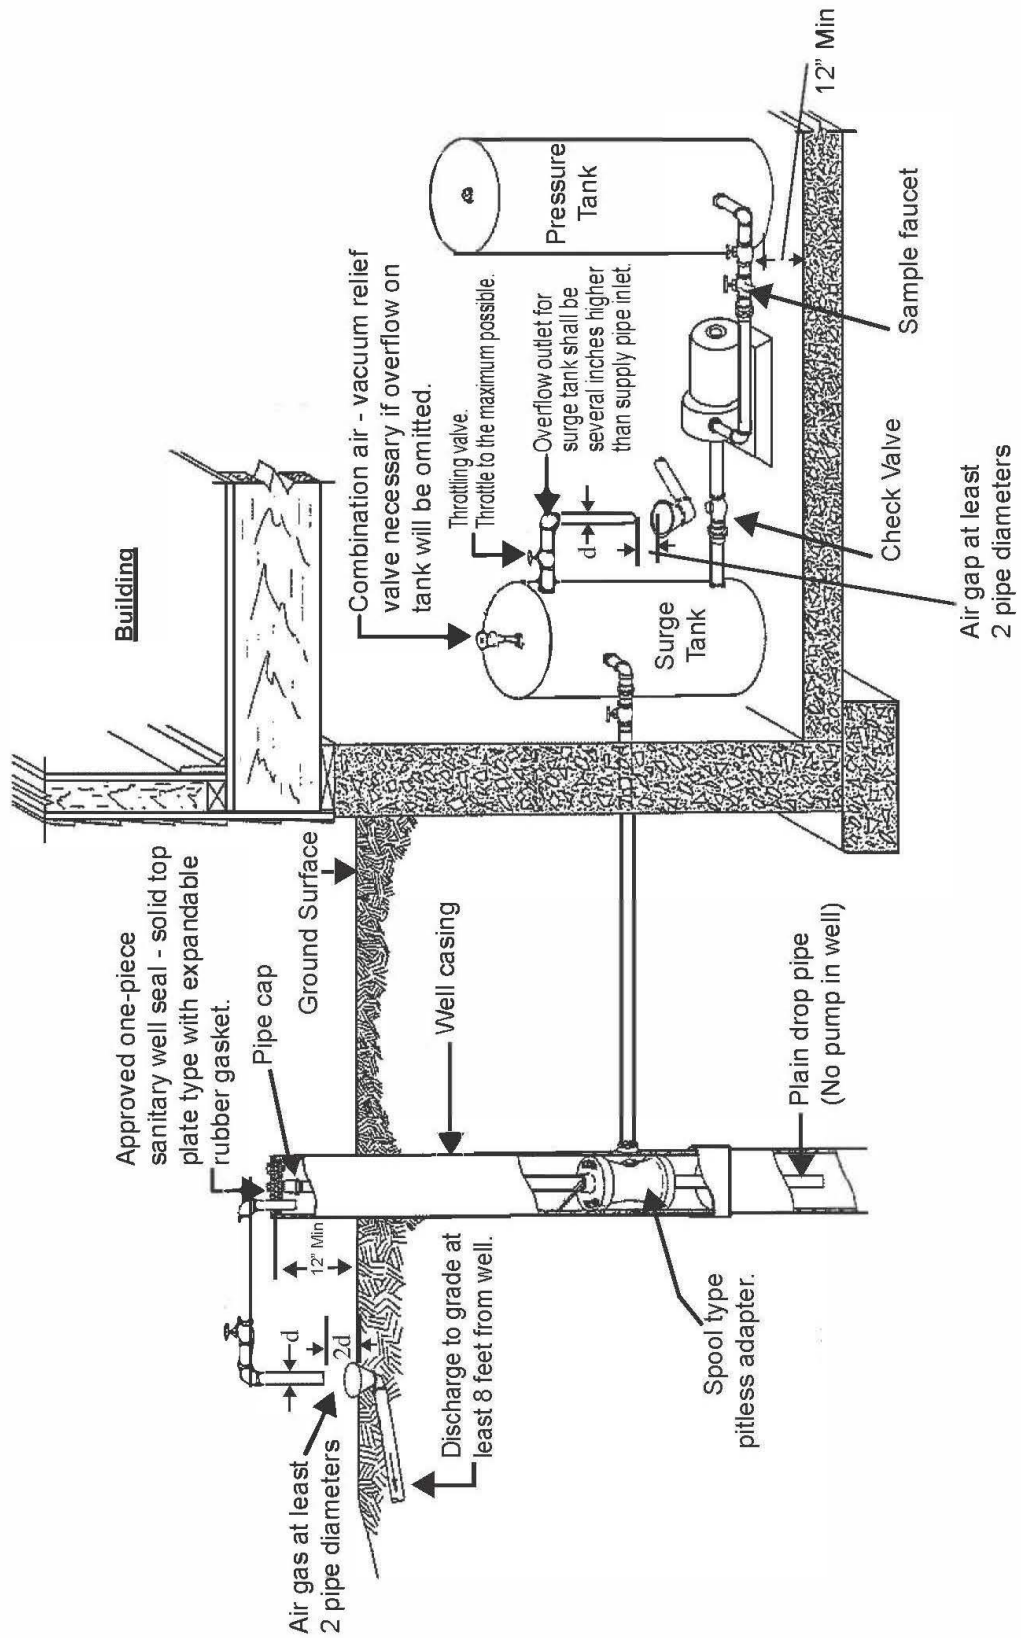 Building
Approved one-piece
sanitary well seal - solid top
plate type with expandable
rubber gasket.
Pipe cap
Ground Surface
12" Min
d
2d
Air gas at least
2 pipe diameters
Discharge to grade at
least 8 feet from well.
Well casing
Spool type
pitless adapter.
Plain drop pipe
(No pump in well)
Combination air - vacuum relief
valve necessary if overflow on
tank will be omitted.
Throttling valve.
Throttle to the maximum possible.
Overflow outlet for
surge tank shall be
several inches higher
than supply pipe inlet.
d
Surge
Tank
Pressure
Tank
Check Valve
Air gap at least
2 pipe diameters
Sample faucet
12" Min